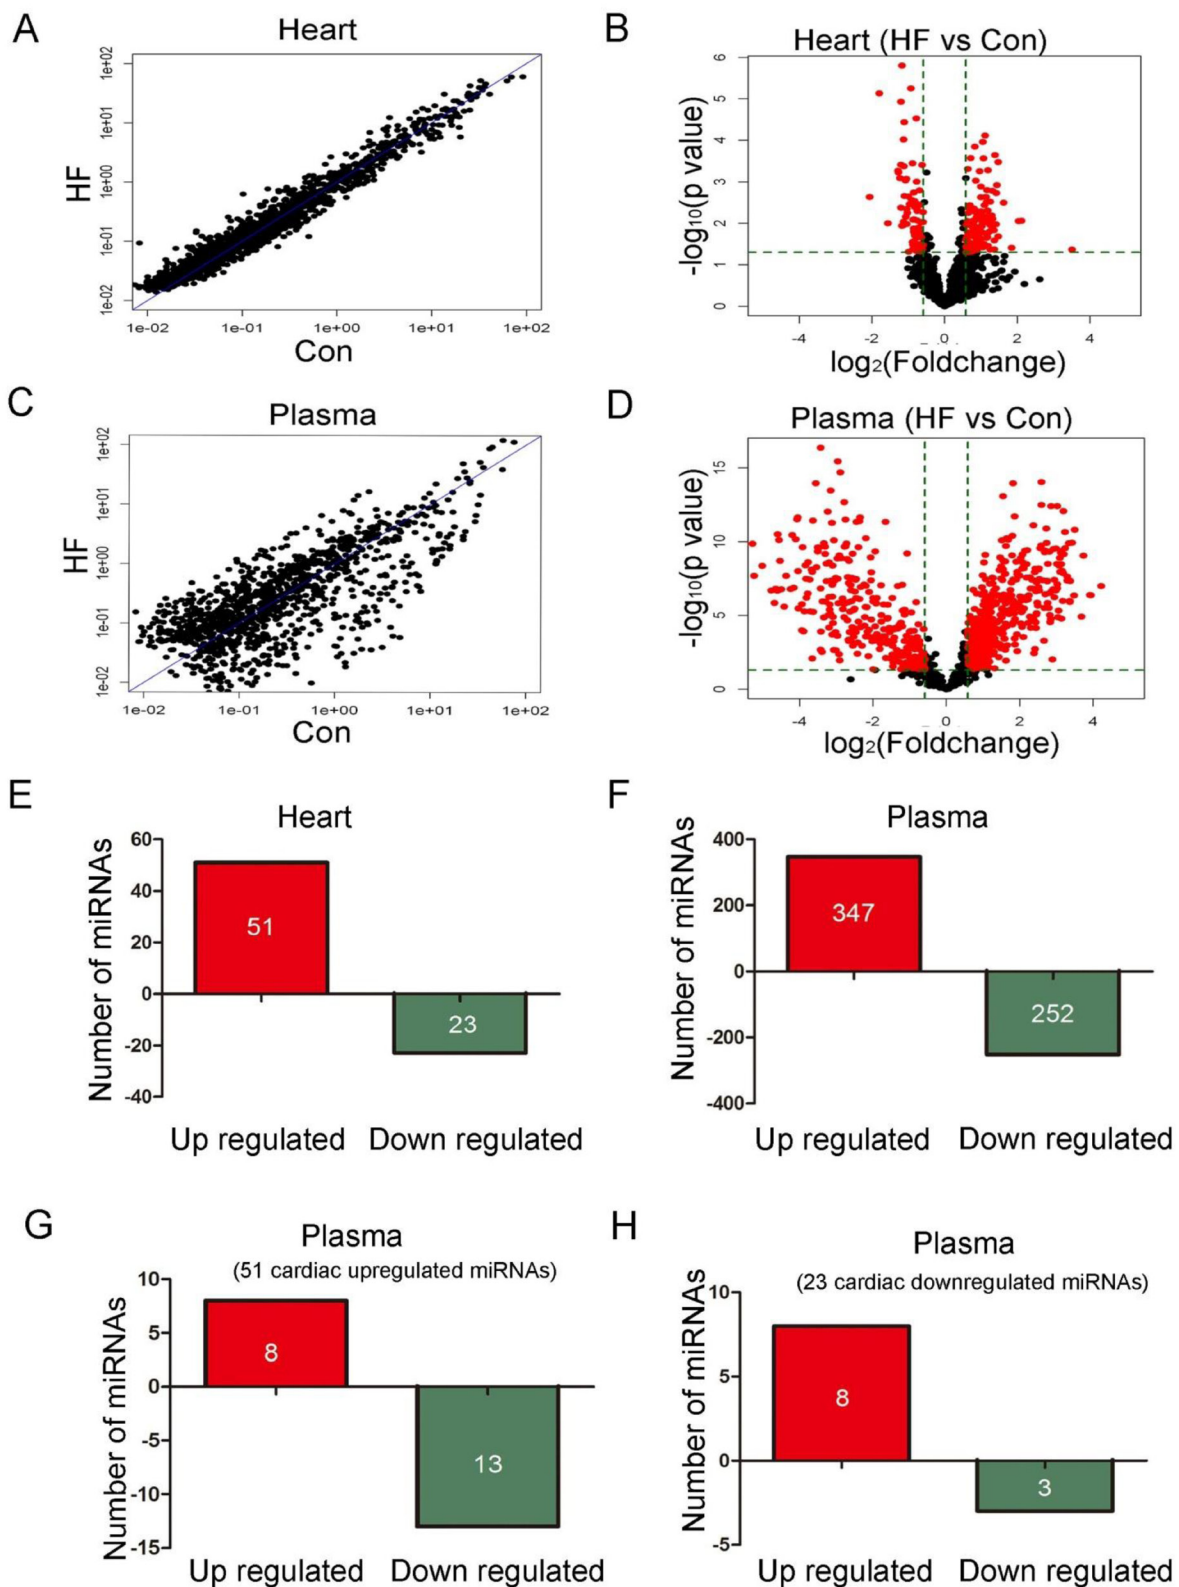 A
Heart
1e+02
1e+01
1e+00
1e-01
1e-02
HF
1e-02
1e-01
1e+00
1e+01
1e+02
Con
B
Heart (HF vs Con)
6
5
4
3
2
1
0
-log10(p value)
-4
-2
0
2
4
log2(Foldchange)
C
Plasma
1e+02
1e+01
1e+00
1e-01
1e-02
HF
1e-02
1e-01
1e+00
1e+01
1e+02
Con
D
Plasma (HF vs Con)
15
10
5
0
-log10(p value)
-4
-2
0
2
4
log2(Foldchange)
E
Heart
Number of miRNAs
60
40
20
0
-20
-40
51
23
Up regulated
Down regulated
F
Plasma
Number of miRNAs
400
200
0
-200
-400
347
252
Up regulated
Down regulated
G
Plasma
(51 cardiac upregulated miRNAs)
Number of miRNAs
10
5
0
-5
-10
-15
8
13
Up regulated
Down regulated
H
Plasma
(23 cardiac downregulated miRNAs)
Number of miRNAs
10
5
0
-5
8
3
Up regulated
Down regulated